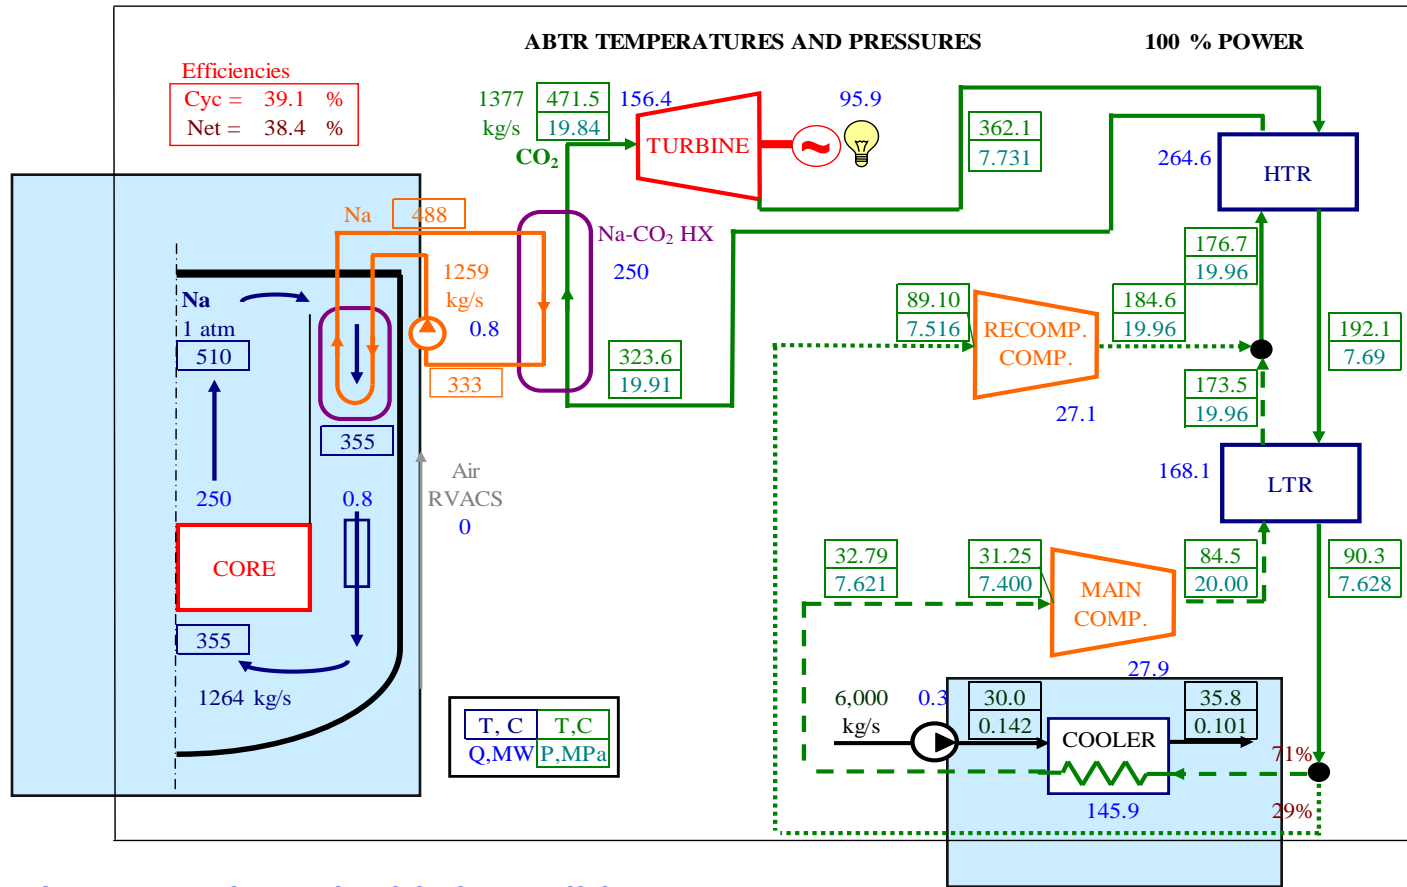 ABTR TEMPERATURES AND PRESSURES 100 % POWER
Efficiencies
Cyc = 39.1 %
Net = 38.4 %
1377
kg/s
471.5
19.84
CO₂
156.4
TURBINE
95.9
362.1
7.731
264.6
HTR
Na
488
Na-CO₂ HX
250
1259
kg/s
0.8
333
323.6
19.91
176.7
19.96
89.10
7.516
RECOMP.
COMP.
27.1
184.6
19.96
173.5
19.96
192.1
7.69
Na
1 atm
510
355
250
0.8
Air
RVACS
0
CORE
355
1264 kg/s
168.1
LTR
32.79
7.621
31.25
7.400
MAIN
COMP.
27.9
84.5
20.00
90.3
7.628
T, C T,C
Q,MW P,MPa
6,000
kg/s
0.3
30.0
0.142
COOLER
145.9
35.8
0.101
71%
29%